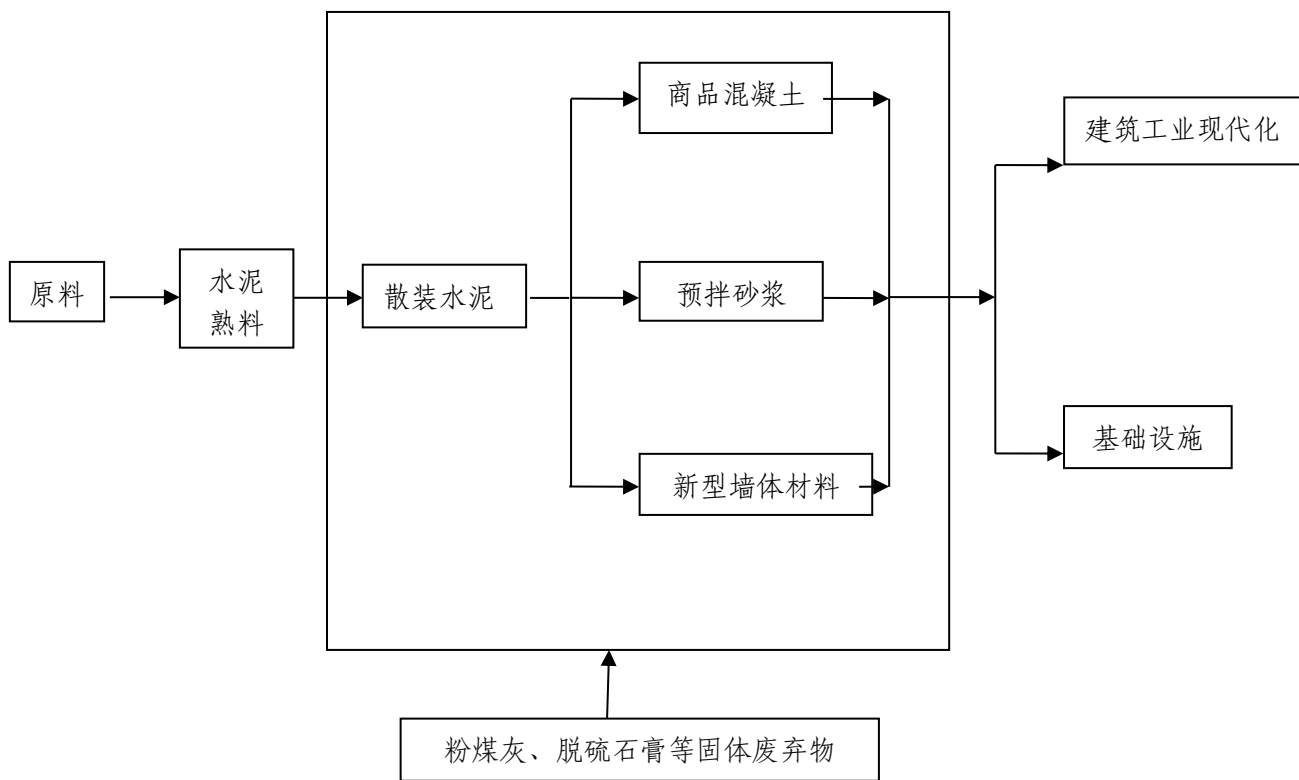 商品混凝土
建筑工业现代化
原料
水泥
熟料
散装水泥
预拌砂浆
基础设施
新型墙体材料
粉煤灰、脱硫石膏等固体废弃物